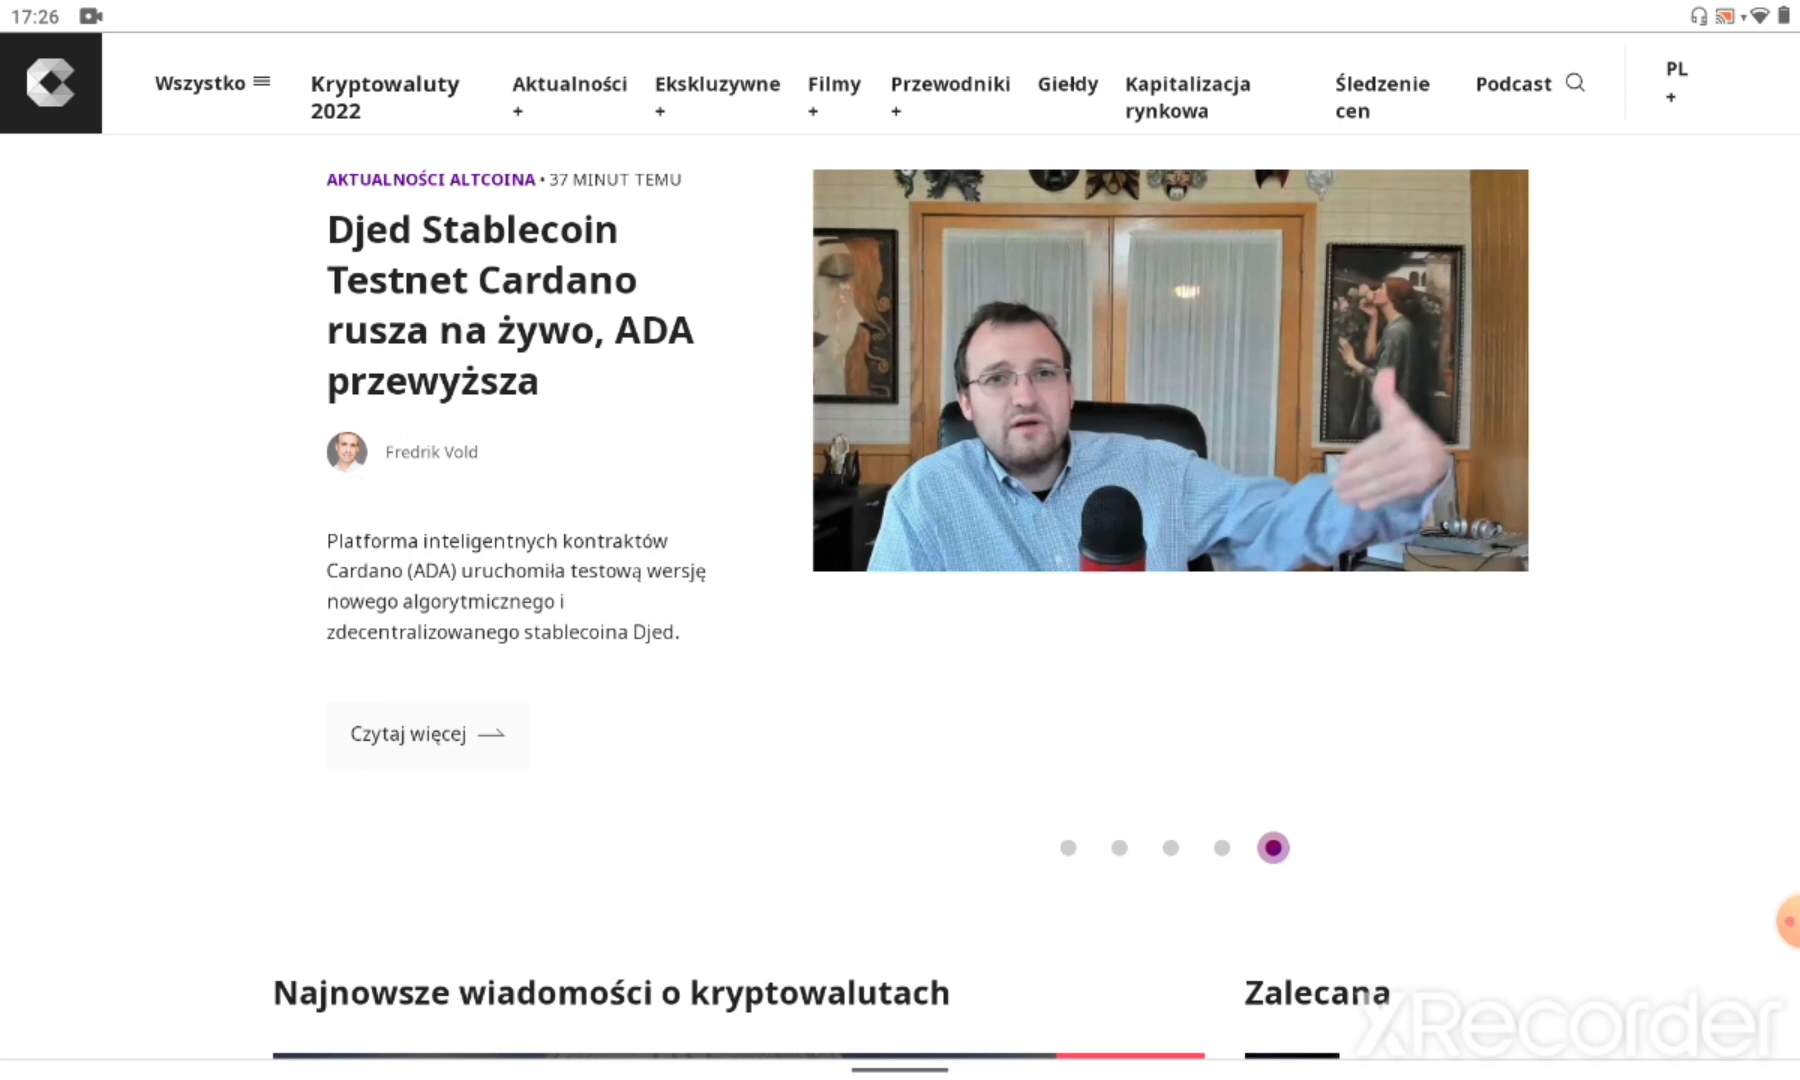 17:26
Wszystko
Kryptowaluty
2022
Aktualności
+
Ekskluzywne
+
Filmy
+
Przewodniki
+
Giełdy
Kapitalizacja
rynkowa
Śledzenie
cen
Podcast
PL
+
AKTUALNOŚCI ALTCOINA • 37 MINUT TEMU
Djed Stablecoin
Testnet Cardano
rusza na żywo, ADA
przewyższa
Fredrik Vold
Platforma inteligentnych kontraktów
Cardano (ADA) uruchomiła testową wersję
nowego algorytmicznego i
zdecentralizowanego stablecoina Djed.
Czytaj więcej
Najnowsze wiadomości o kryptowalutach
Zalecana
XRecorder